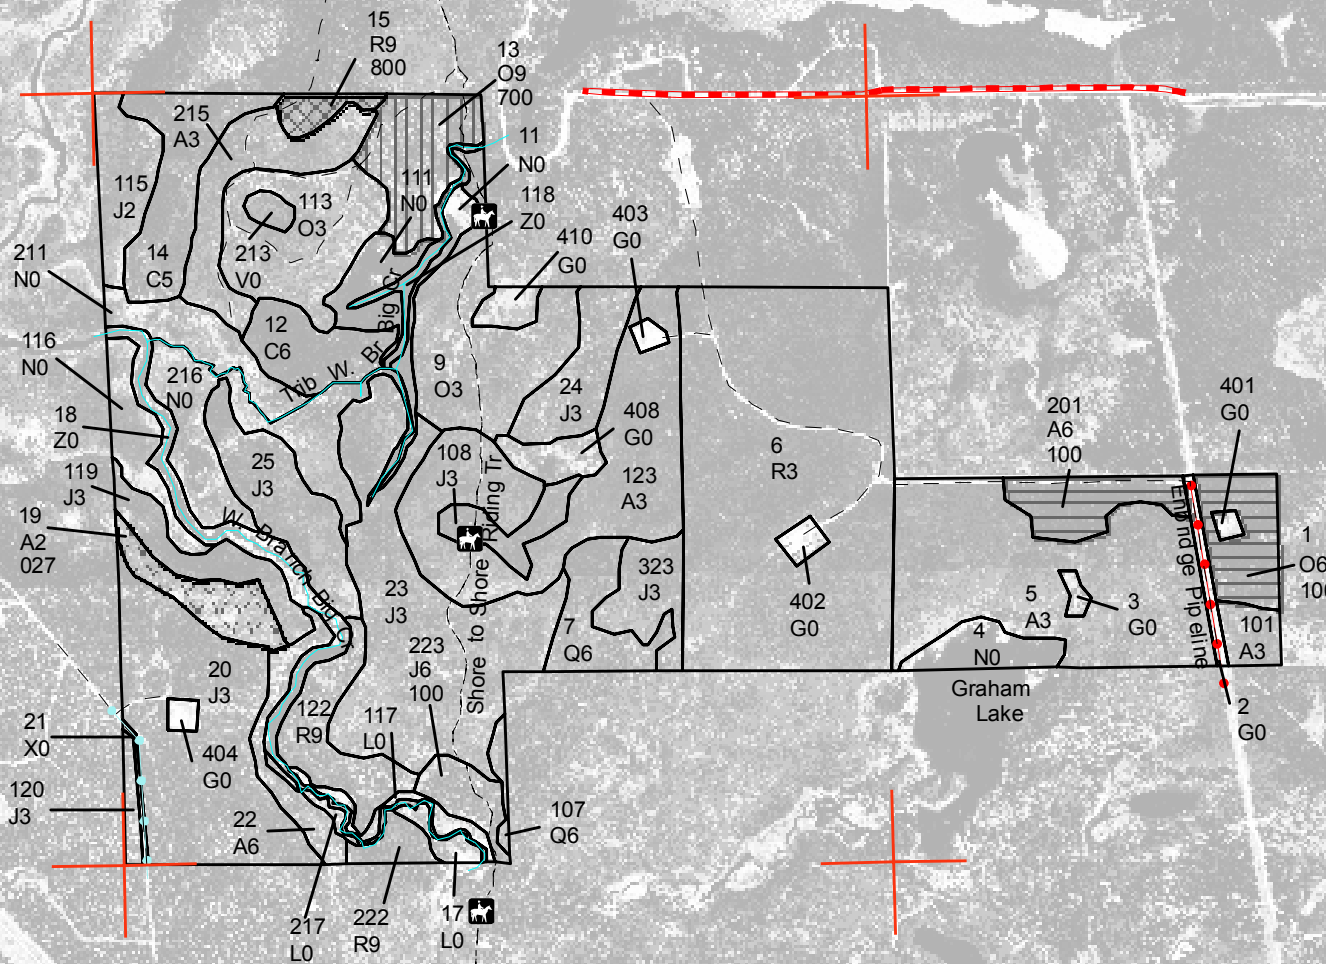 15
R9
800
13
O9
700
215
A3
11
N0
115
J2
111
N0
118
Z0
113
O3
403
G0
410
G0
213
V0
14
C5
211
N0
Big Cr
12
C6
116
N0
Trib W. Br
216
N0
9
O3
24
J3
401
G0
201
A6
100
408
G0
18
Z0
6
R3
25
J3
108
J3
123
A3
119
J3
19
A2
027
W. Branch Big Cr
Shore to Shore Riding Tr
Enbridge Pipeline
1
O6
100
323
J3
23
J3
402
G0
5
A3
3
G0
4
N0
101
A3
7
Q6
223
J6
100
20
J3
Graham
Lake
122
R9
117
L0
2
G0
21
X0
404
G0
120
J3
22
A6
107
Q6
217
L0
222
R9
17
L0